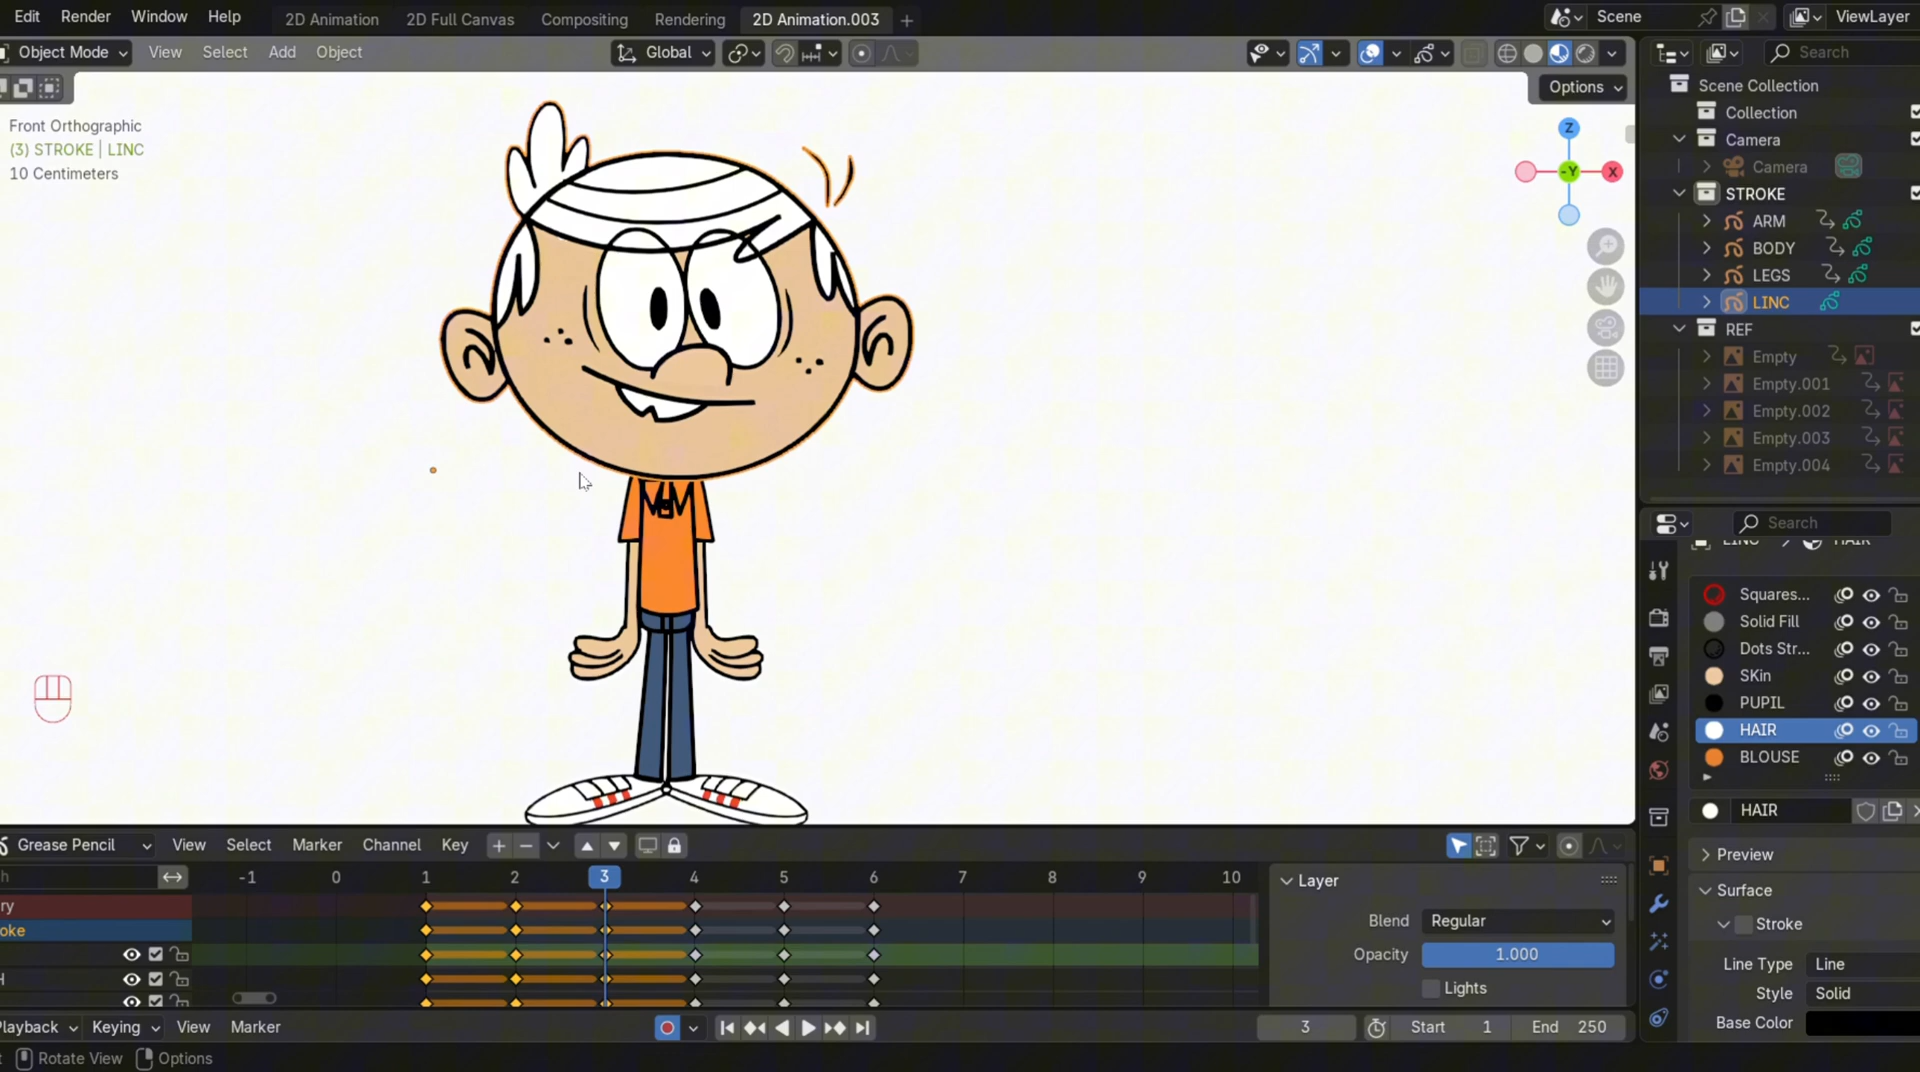 Edit Render Window Help 2D Animation 2D Full Canvas Compositing Rendering 2D Animation.003 + Scene ViewLayer
Object Mode View Select Add Object Global Search
Options
Front Orthographic
(3) STROKE | LINC
10 Centimeters
Z
-Y
X
Scene Collection
Collection
Camera
Camera
STROKE
ARM
BODY
LEGS
LINC
REF
Empty
Empty.001
Empty.002
Empty.003
Empty.004
Search
Squares...
Solid Fill
Dots Str...
SKin
PUPIL
HAIR
BLOUSE
HAIR
Preview
Surface
Stroke
Line Type Line
Style Solid
Base Color
Grease Pencil View Select Marker Channel Key
-1 0 1 2 3 4 5 6 7 8 9 10
ry
oke
Layer
Blend Regular
Opacity 1.000
Lights
Playback Keying View Marker 3 Start 1 End 250
Rotate View Options